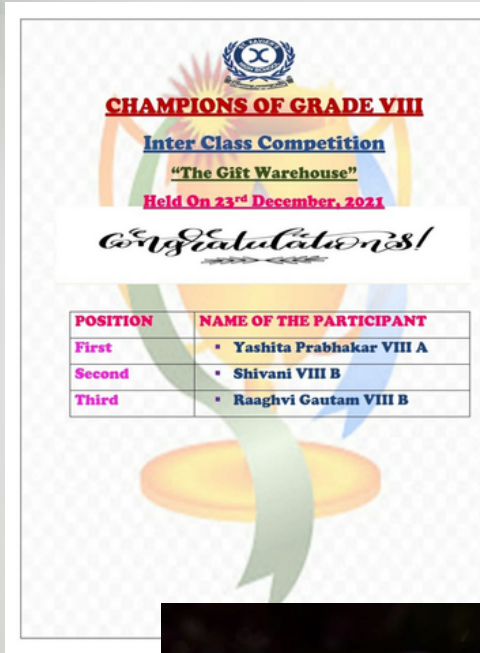 CHAMPIONS OF GRADE VIII
Inter Class Competition
“The Gift Warehouse”
Held On 23rd December, 2021
Congratulations!
POSITION NAME OF THE PARTICIPANT
First ▪ Yashita Prabhakar VIII A
Second ▪ Shivani VIII B
Third ▪ Raaghvi Gautam VIII B